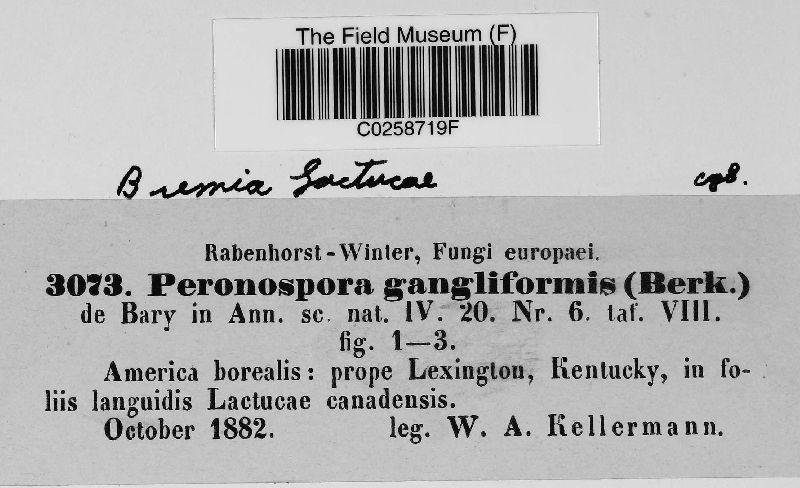 The Field Museum (F)
C0258719F
Bremia Lactucae cgb.
Rabenhorst-Winter, Fungi europaei.
3073. Peronospora gangliformis (Berk.)
de Bary in Ann. sc. nat. IV. 20. Nr. 6. taf. VIII.
fig. 1—3.
America borealis: prope Lexington, Kentucky, in fo-
liis languidis Lactucae canadensis.
October 1882. leg. W. A. Kellermann.